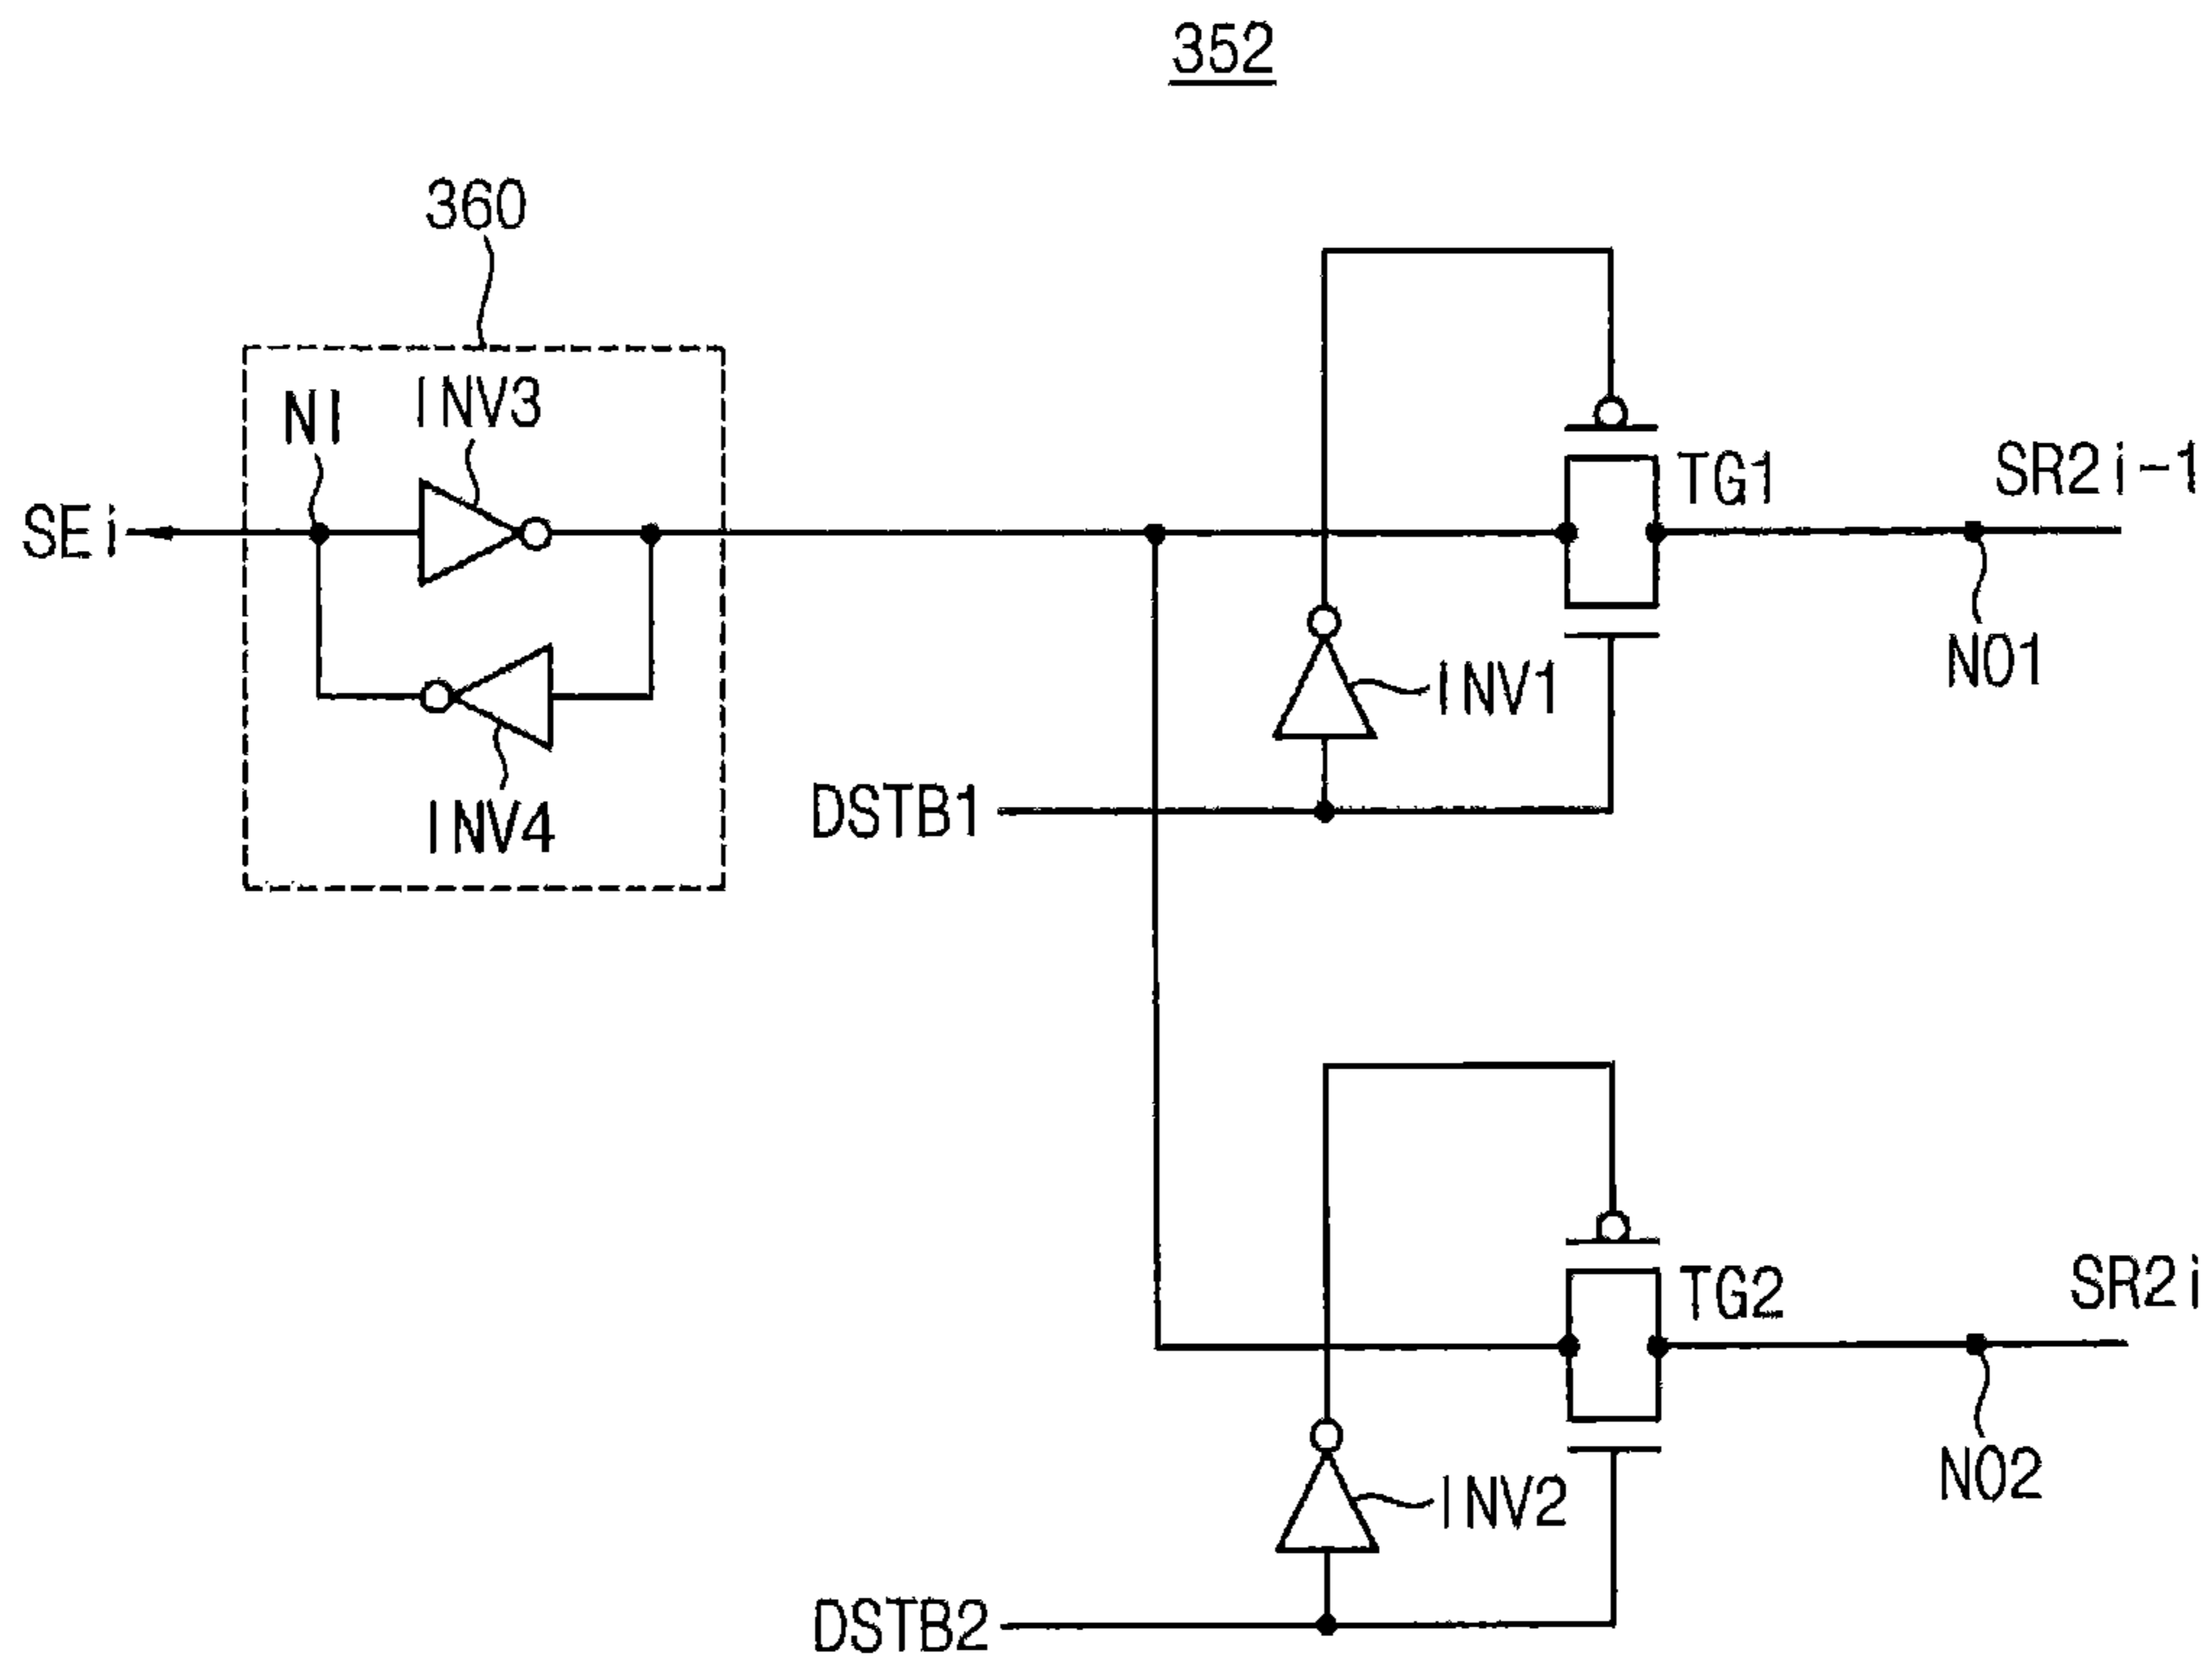 352
360
NI
INV3
SEi
INV4
TG1
SR2i-1
NO1
INV1
DSTB1
TG2
SR2i
NO2
INV2
DSTB2